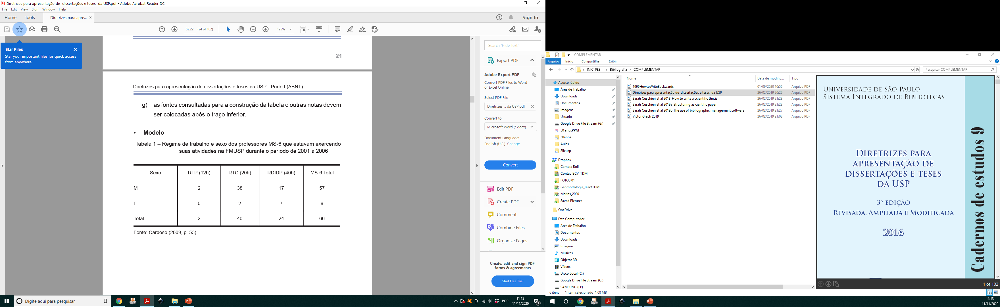 Diretrizes para apresentação de  dissertações e teses  da USP.pdf - Adobe Acrobat Reader DC
File Edit View Sign Window Help
Home Tools Diretrizes para apre... ×
Sign In
S2:22 (24 of 102) 125%
Star Files
Star your important files for quick access
from anywhere.
21
Diretrizes para apresentação de dissertações e teses da USP - Parte I (ABNT)
g) as fontes consultadas para a construção da tabela e outras notas devem
ser colocadas após o traço inferior.
• Modelo
Tabela 1 – Regime de trabalho e sexo dos professores MS-6 que estavam exercendo
suas atividades na FMUSP durante o período de 2001 a 2006
Sexo RTP (12h) RTC (20h) RDIDP (40h) MS-6 Total
M 2 38 17 57
F 0 2 7 9
Total 2 40 24 66
Fonte: Cardoso (2009, p. 53).
Search 'Hide Text'
Export PDF
Adobe Export PDF
Convert PDF Files to Word
or Excel Online
Select PDF File
Diretrizes ... da USP.pdf
Convert to
Microsoft Word (*.docx)
Document Language:
English (U.S.) Change
Convert
Edit PDF
Create PDF
Comment
Combine Files
Organize Pages
Create, edit and sign PDF
forms & agreements
Start Free Trial
Digite aqui para pesquisar
EN
POR
11:13
11/11/2020
1
COMPLEMENTAR
Arquivo Início Compartilhar Exibir
INIC_PES_II › Bibliografia › COMPLEMENTAR
Pesquisar COMPLEMENTAR
Acesso rápido
Área de Trabalho
Downloads
Documentos
Imagens
Usuario
Google Drive File Stream (G:)
50 anosPPGF
50anos
Aulas
Siicusp
Dropbox
Camera Roll
Contas_BCV_TDM
FOTOS 01
Geomorfologia_Bia&TDM
Marins_2020
Saved Pictures
OneDrive
Este Computador
Área de Trabalho
Documentos
Downloads
Imagens
Músicas
Objetos 3D
Vídeos
Disco Local (C:)
Google Drive File Stream (G:)
SAMSUNG (H:)
Nome Data de modific... Tipo
1996HowtoWriteBackwards 01/09/2020 10:56 Arquivo PDF
Diretrizes para apresentação de  dissertações e teses  da USP 26/02/2019 20:29 Arquivo PDF
Sarah Cuschieri et al 2018_How to write a scientific thesis 26/02/2019 21:28 Arquivo PDF
Sarah Cuschieri et al 2019a_Structuring as cientific paper 26/02/2019 21:28 Arquivo PDF
Sarah Cuschieri et al 2019b The use of bibliographic management software 26/02/2019 21:27 Arquivo PDF
Victor Grech 2019 26/02/2019 21:08 Arquivo PDF
6 itens 1 item selecionado 1,08 MB
Universidade de São Paulo
Sistema Integrado de Bibliotecas
Diretrizes para
apresentação de
dissertações e teses
da USP
3ª edição
Revisada, Ampliada e Modificada
2016
Cadernos de estudos 9
1 of 102
EN
11:13
11/11/2020